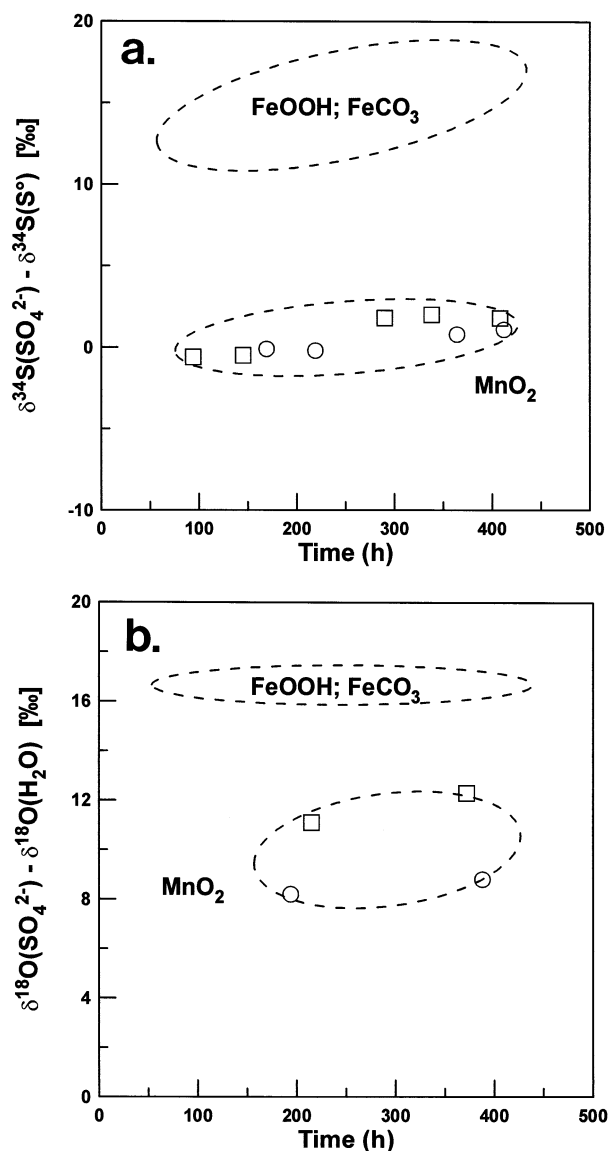 a.
20
10
0
-10
δ³⁴S(SO₄²⁻) - δ³⁴S(S°) [‰]
FeOOH; FeCO₃
MnO₂
0 100 200 300 400 500
Time (h)
b.
20
16
12
8
4
0
δ¹⁸O(SO₄²⁻) - δ¹⁸O(H₂O) [‰]
FeOOH; FeCO₃
MnO₂
0 100 200 300 400 500
Time (h)